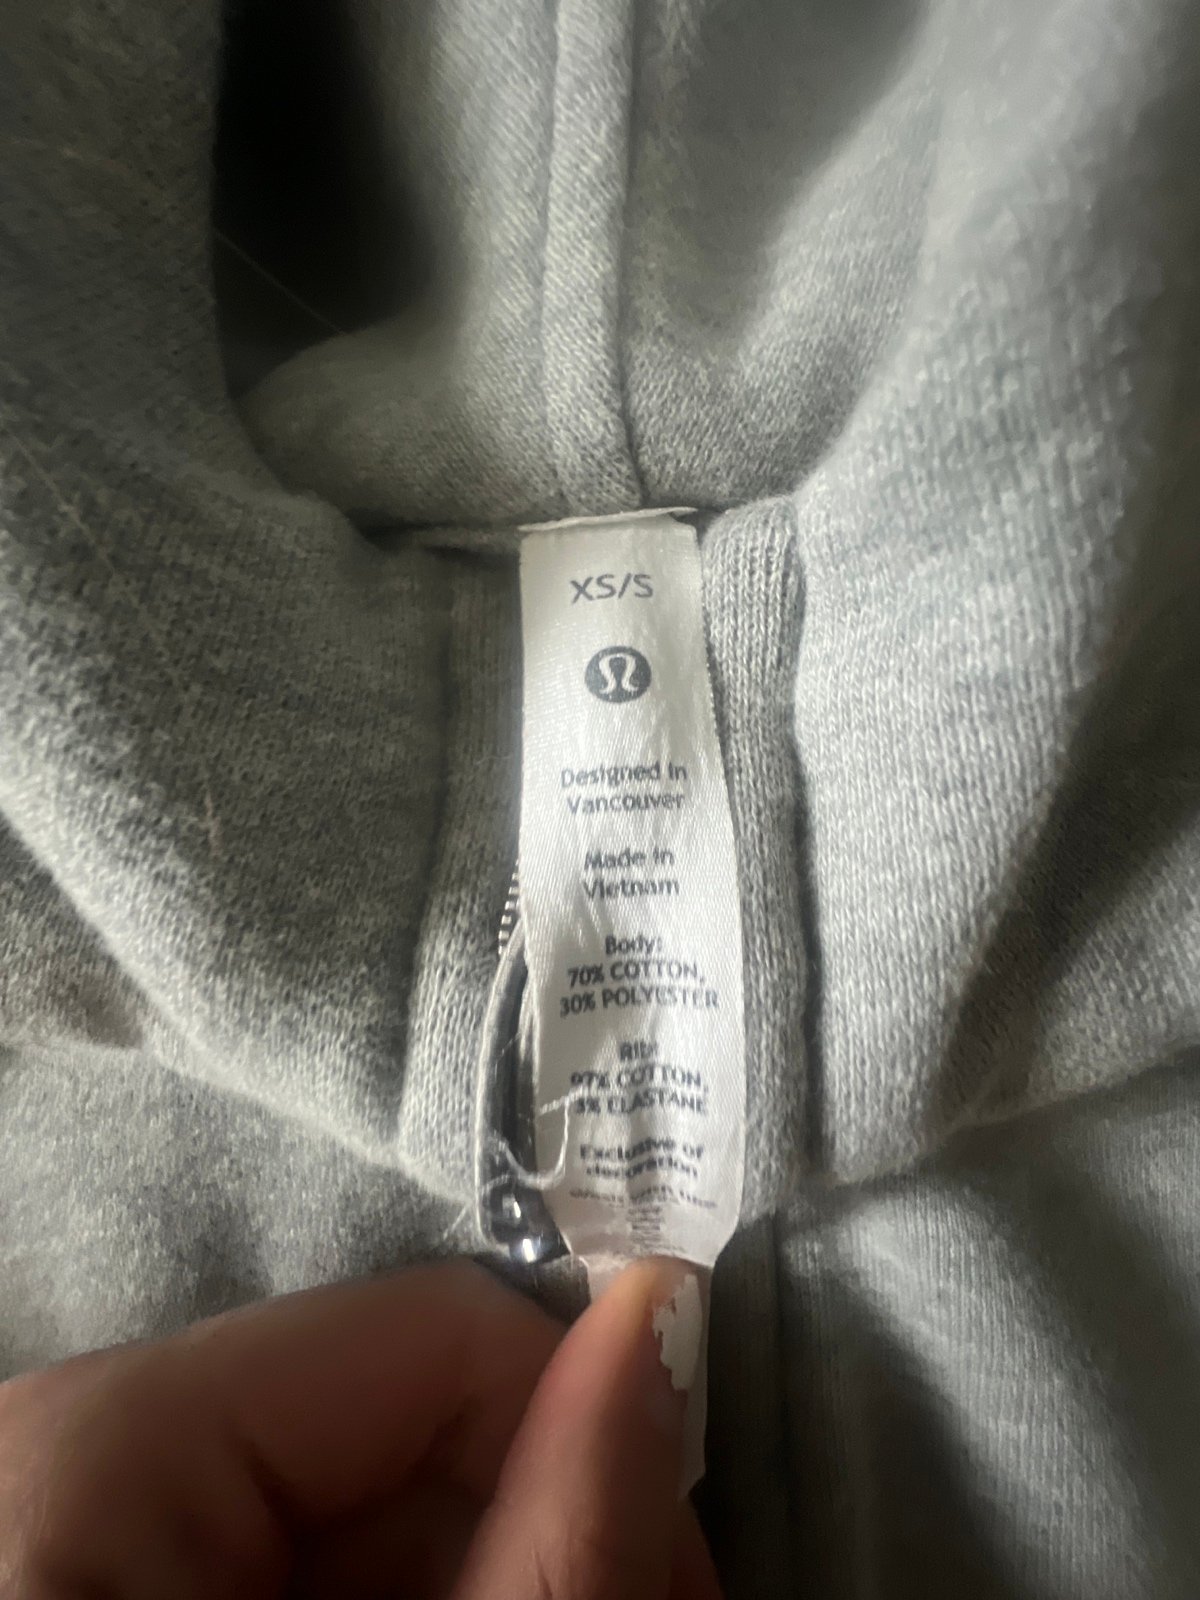 XS/S
Designed in
Vancouver
Made in
Vietnam
Body:
70% COTTON,
30% POLYESTER
Rib:
97% COTTON,
3% ELASTANE
Exclusive of
decoration